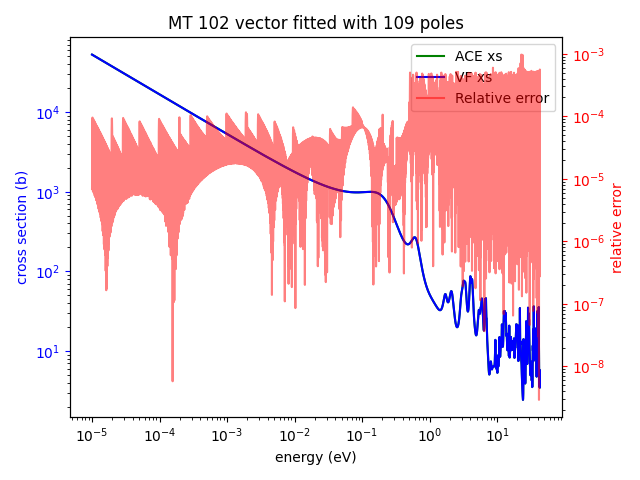 MT 102 vector fitted with 109 poles
ACE xs
VF xs
Relative error
cross section (b)
10⁴
10³
10²
10¹
10⁻³
10⁻⁴
10⁻⁵
10⁻⁶
10⁻⁷
10⁻⁸
relative error
10⁻⁵ 10⁻⁴ 10⁻³ 10⁻² 10⁻¹ 10⁰ 10¹
energy (eV)